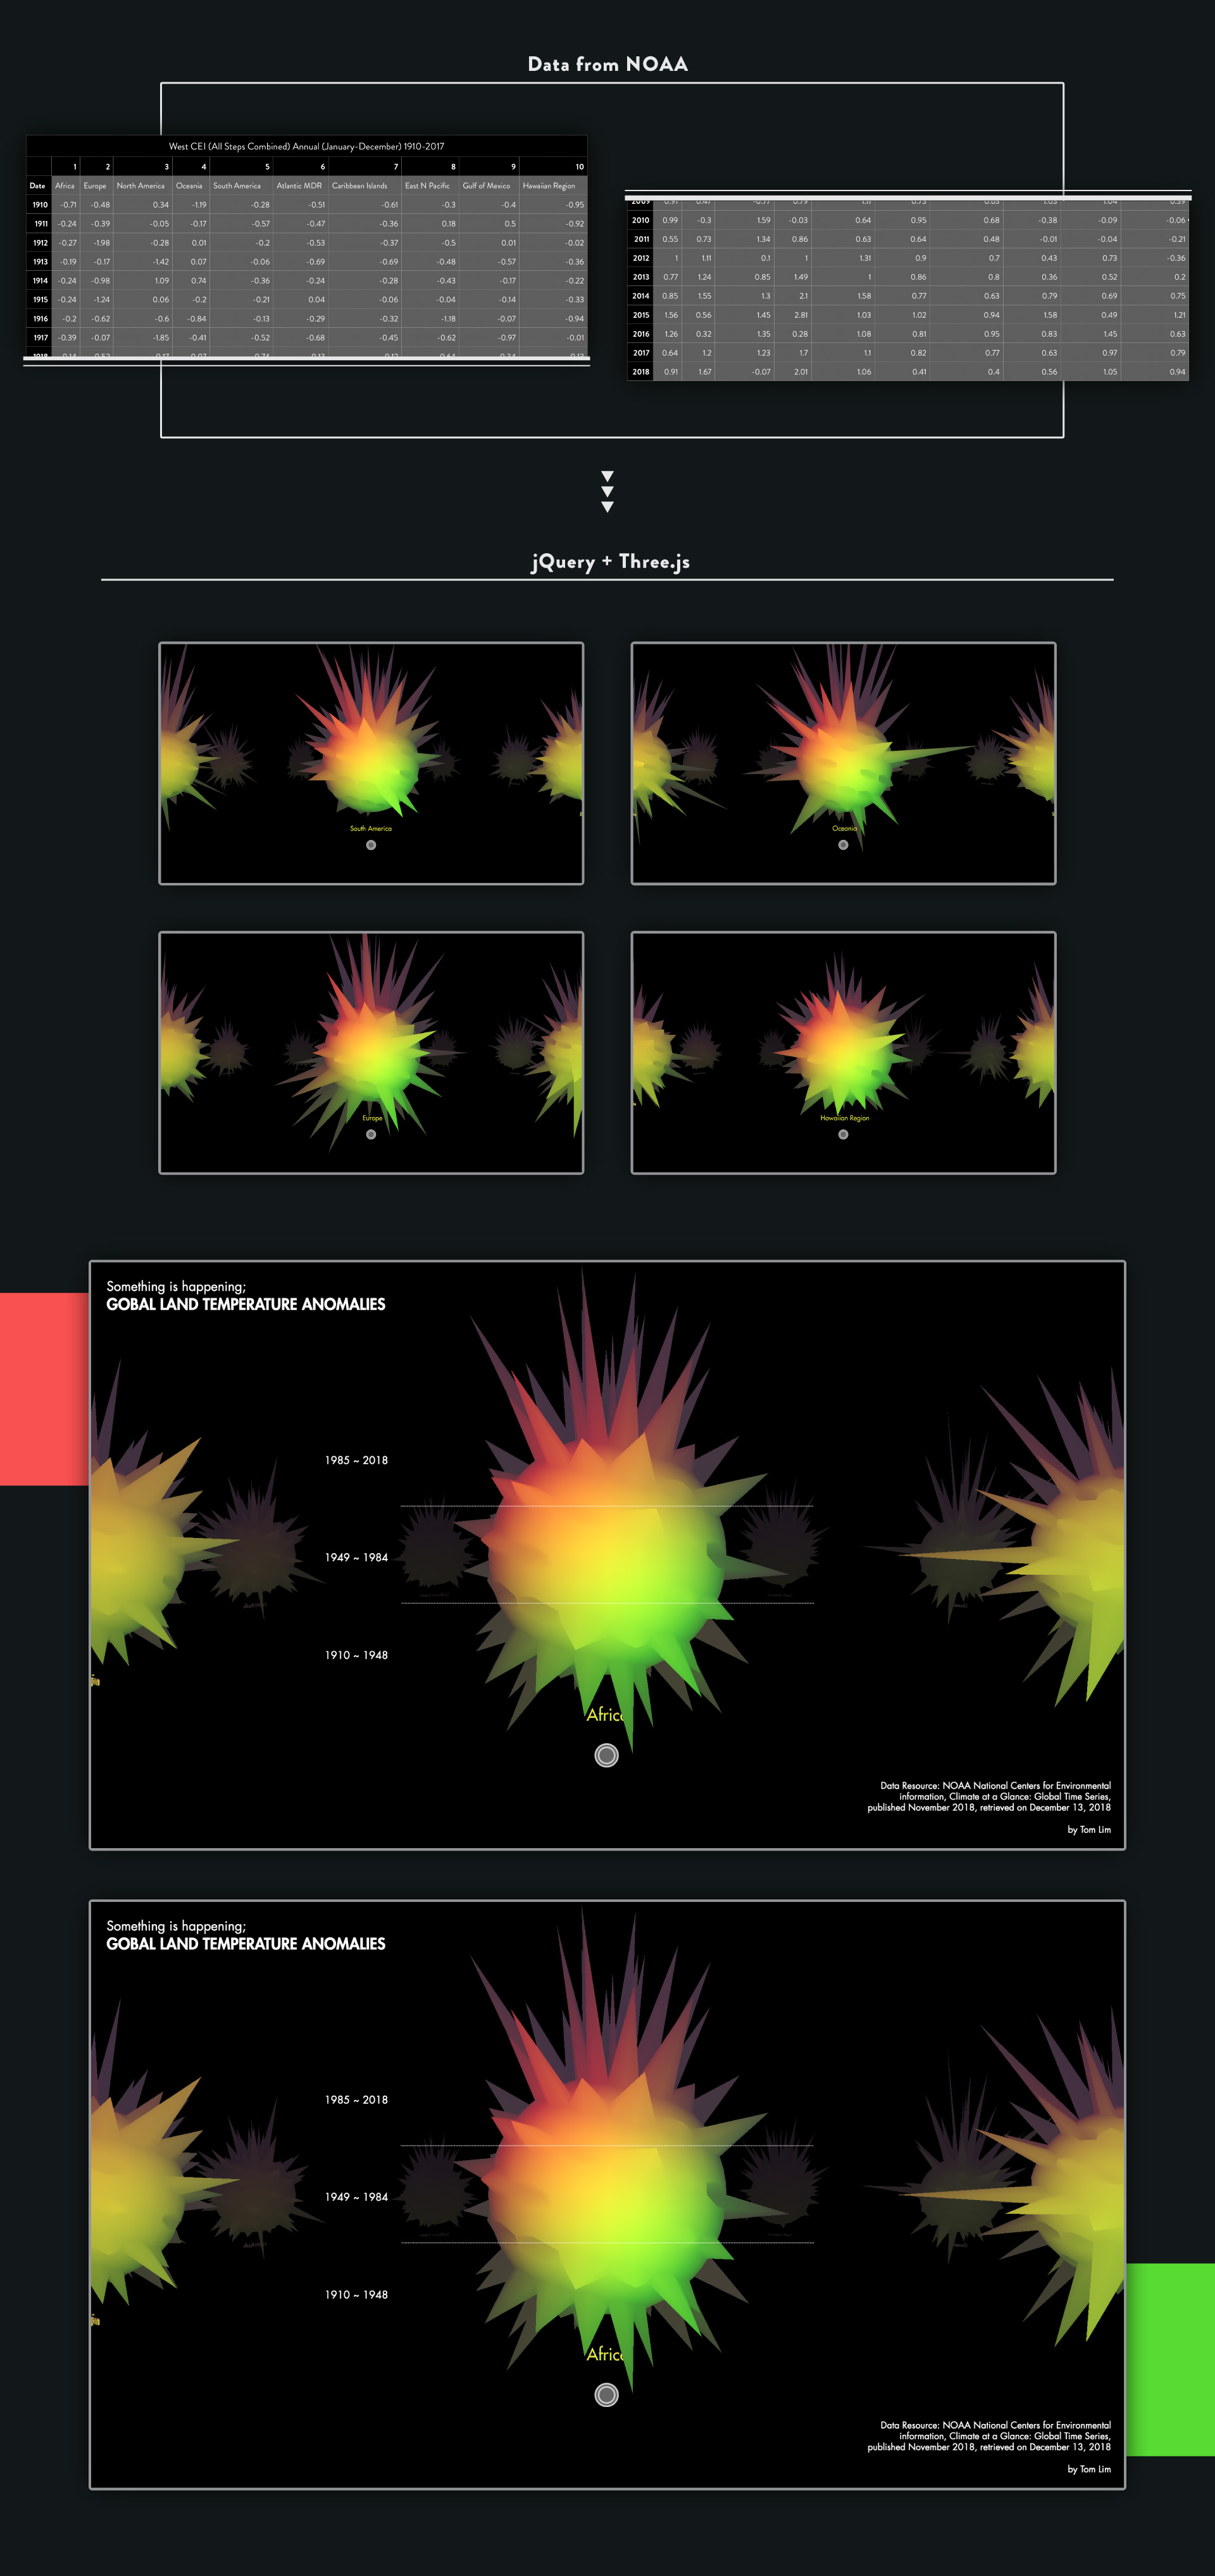 Data from NOAA
West CEI (All Steps Combined) Annual (January-December) 1910-2017
1 2 3 4 5 6 7 8 9 10
Date Africa Europe North America Oceania South America Atlantic MDR Caribbean Islands East N Pacific Gulf of Mexico Hawaiian Region
1910 -0.71 -0.48 0.34 -1.19 -0.28 -0.51 -0.61 -0.3 -0.4 -0.95
1911 -0.24 -0.39 -0.05 -0.17 -0.57 -0.47 -0.36 0.18 0.5 -0.92
1912 -0.27 -1.98 -0.28 0.01 -0.2 -0.53 -0.37 -0.5 0.01 -0.02
1913 -0.19 -0.17 -1.42 0.07 -0.06 -0.69 -0.69 -0.48 -0.57 -0.36
1914 -0.24 -0.98 1.09 0.74 -0.36 -0.24 -0.28 -0.43 -0.17 -0.22
1915 -0.24 -1.24 0.06 -0.2 -0.21 0.04 -0.06 -0.04 -0.14 -0.33
1916 -0.2 -0.62 -0.6 -0.84 -0.13 -0.29 -0.32 -1.18 -0.07 -0.94
1917 -0.39 -0.07 -1.85 -0.41 -0.52 -0.68 -0.45 -0.62 -0.97 -0.01
2010 0.99 -0.3 1.59 -0.03 0.64 0.95 0.68 -0.38 -0.09 -0.06
2011 0.55 0.73 1.34 0.86 0.63 0.64 0.48 -0.01 -0.04 -0.21
2012 1 1.11 0.1 1 1.31 0.9 0.7 0.43 0.73 -0.36
2013 0.77 1.24 0.85 1.49 1 0.86 0.8 0.36 0.52 0.2
2014 0.85 1.55 1.3 2.1 1.58 0.77 0.63 0.79 0.69 0.75
2015 1.56 0.56 1.45 2.81 1.03 1.02 0.94 1.58 0.49 1.21
2016 1.26 0.32 1.35 0.28 1.08 0.81 0.95 0.83 1.45 0.63
2017 0.64 1.2 1.23 1.7 1.1 0.82 0.77 0.63 0.97 0.79
2018 0.91 1.67 -0.07 2.01 1.06 0.41 0.4 0.56 1.05 0.94
jQuery + Three.js
South America
Oceania
Europe
Hawaiian Region
Something is happening;
GOBAL LAND TEMPERATURE ANOMALIES
1985 ~ 2018
1949 ~ 1984
1910 ~ 1948
Africa
Data Resource: NOAA National Centers for Environmental
information, Climate at a Glance: Global Time Series,
published November 2018, retrieved on December 13, 2018
by Tom Lim
Something is happening;
GOBAL LAND TEMPERATURE ANOMALIES
1985 ~ 2018
1949 ~ 1984
1910 ~ 1948
Africa
Data Resource: NOAA National Centers for Environmental
information, Climate at a Glance: Global Time Series,
published November 2018, retrieved on December 13, 2018
by Tom Lim